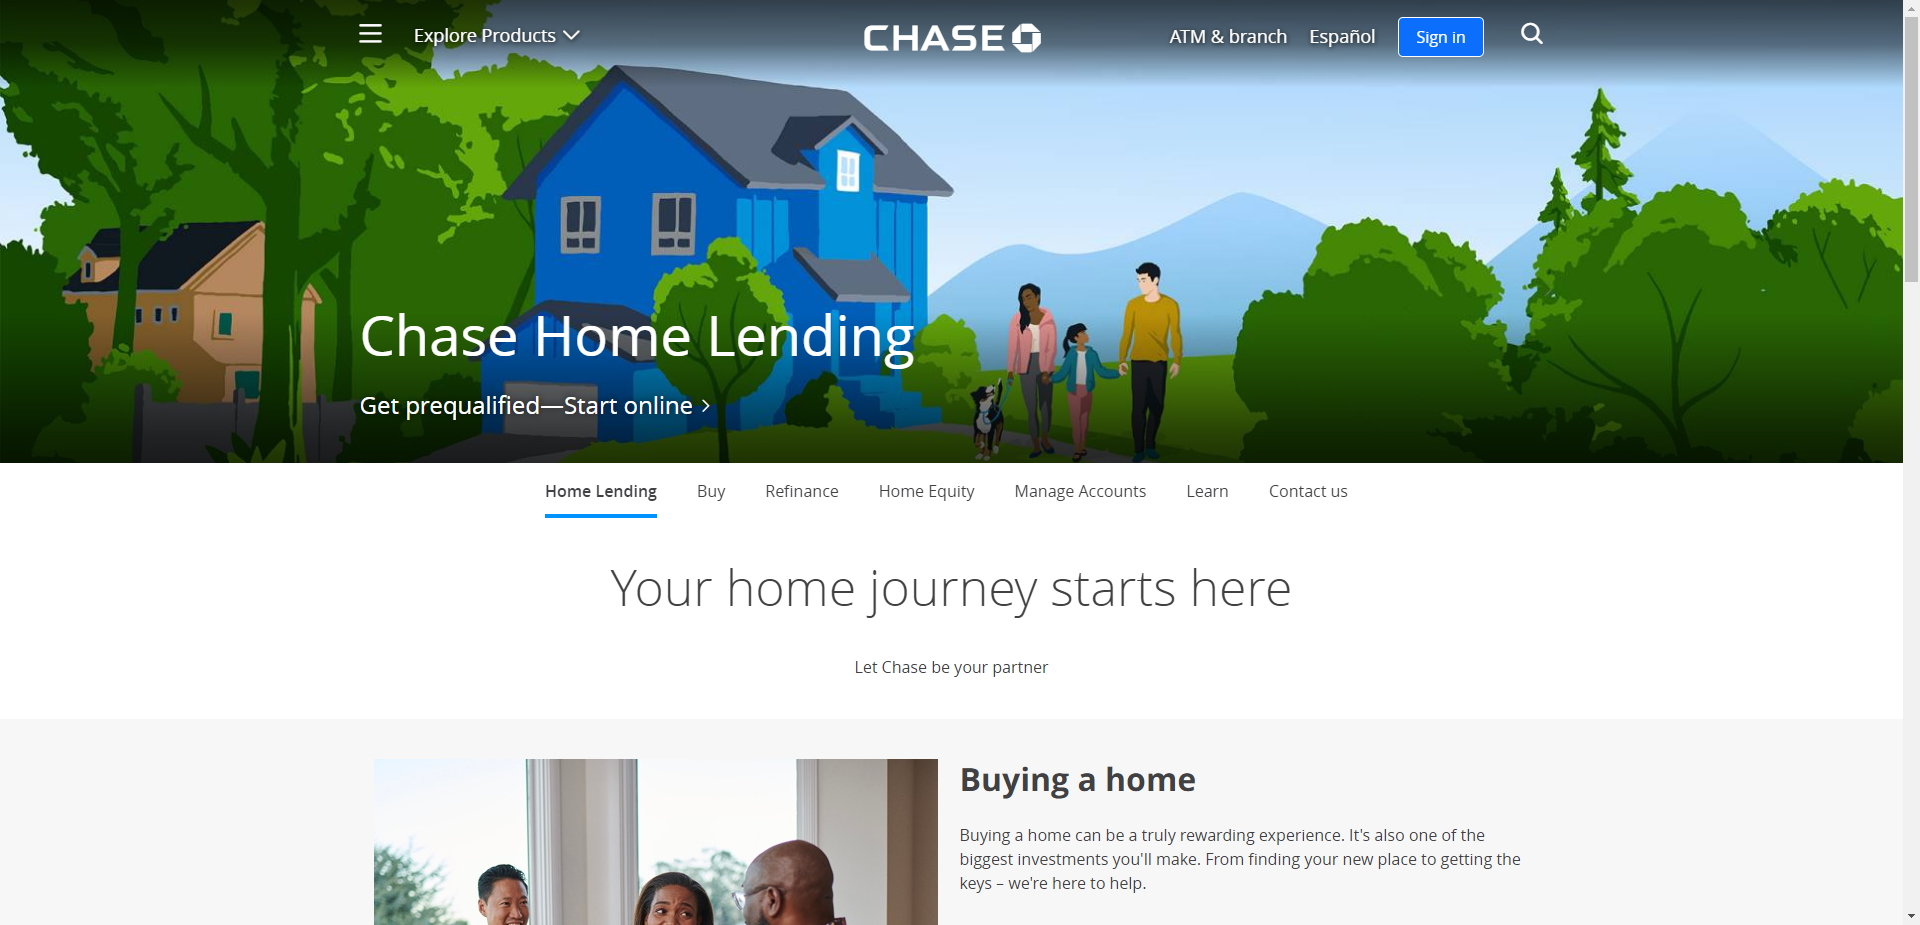 Explore Products
CHASE
ATM & branch
Español
Sign in
Chase Home Lending
Get prequalified—Start online
Home Lending
Buy
Refinance
Home Equity
Manage Accounts
Learn
Contact us
Your home journey starts here
Let Chase be your partner
Buying a home
Buying a home can be a truly rewarding experience. It's also one of the
biggest investments you'll make. From finding your new place to getting the
keys – we're here to help.